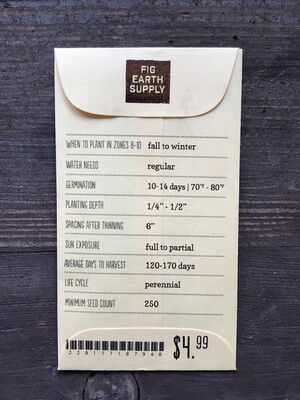 FIG
EARTH
SUPPLY
WHEN TO PLANT IN ZONES 8-10 fall to winter
WATER NEEDS regular
GERMINATION 10-14 days | 70°F - 80°F
PLANTING DEPTH 1/4" - 1/2"
SPACING AFTER THINNING 6"
SUN EXPOSURE full to partial
AVERAGE DAYS TO HARVEST 120-170 days
LIFE CYCLE perennial
MINIMUM SEED COUNT 250
$4.99